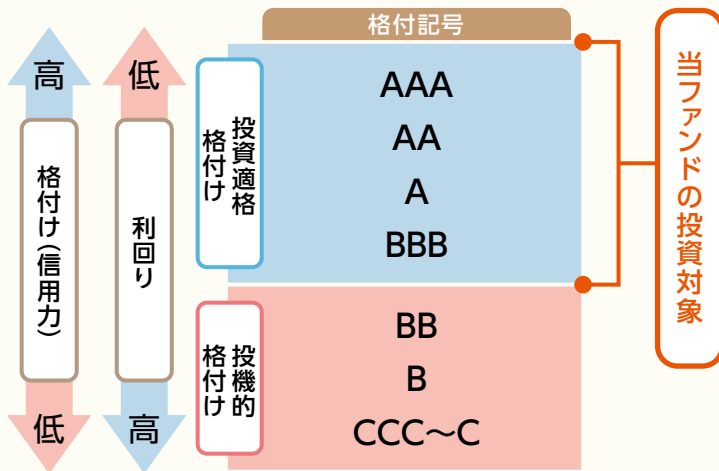 格付記号
高
格付け(信用力)
低
低
利回り
高
投資適格
格付け
AAA
AA
A
BBB
投機的
格付け
BB
B
CCC～C
当ファンドの投資対象